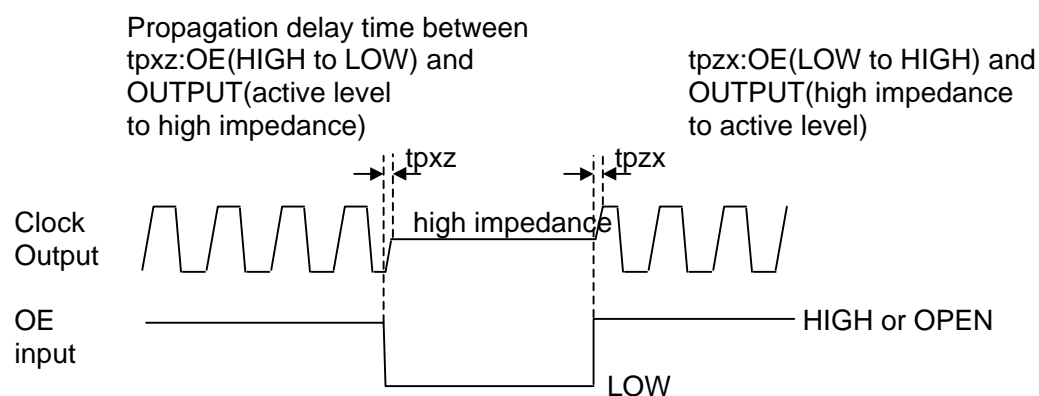 Propagation delay time between
tpxz:OE(HIGH to LOW) and
OUTPUT(active level
to high impedance)
tpzx:OE(LOW to HIGH) and
OUTPUT(high impedance
to active level)
tpxz
tpzx
Clock
Output
high impedance
OE
input
HIGH or OPEN
LOW